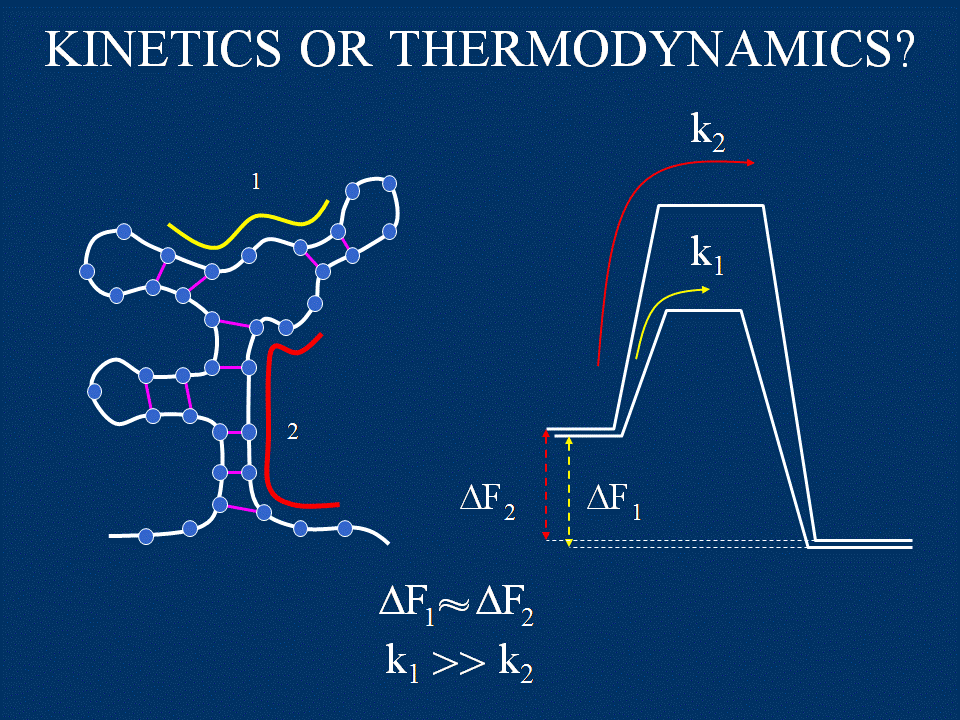 KINETICS OR THERMODYNAMICS?
1
2
k₂
k₁
ΔF₂
ΔF₁
ΔF₁≈ΔF₂
k₁ >> k₂